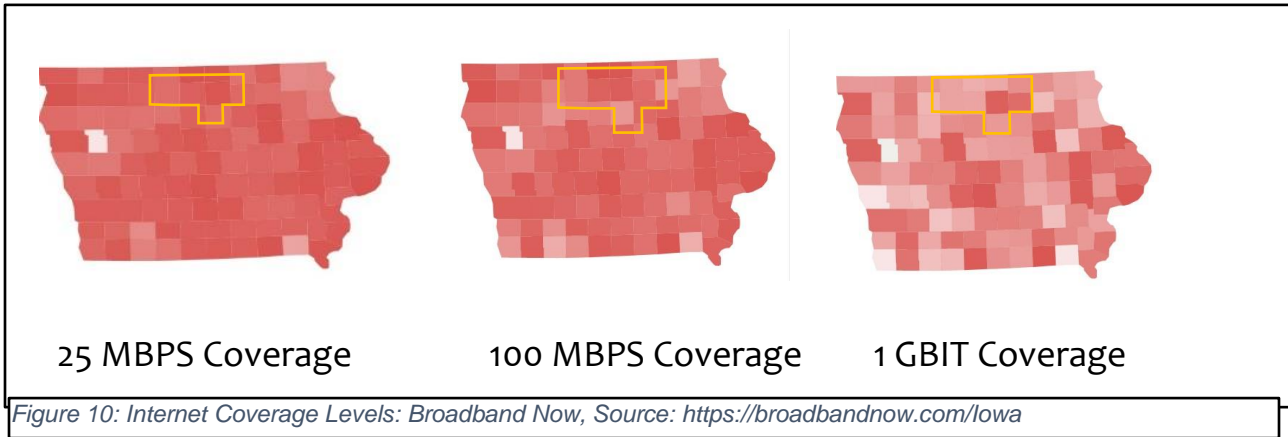 25 MBPS Coverage
100 MBPS Coverage
1 GBIT Coverage
Figure 10: Internet Coverage Levels: Broadband Now, Source: https://broadbandnow.com/Iowa